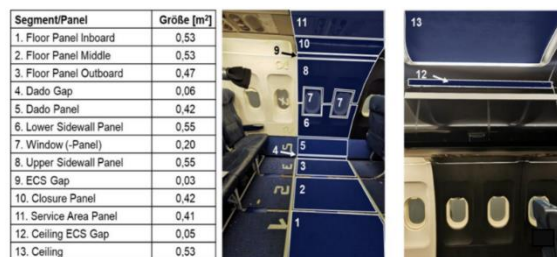 Segment/Panel Größe [m²]
1. Floor Panel Inboard 0,53
2. Floor Panel Middle 0,53
3. Floor Panel Outboard 0,47
4. Dado Gap 0,06
5. Dado Panel 0,42
6. Lower Sidewall Panel 0,55
7. Window (-Panel) 0,20
8. Upper Sidewall Panel 0,55
9. ECS Gap 0,03
10. Closure Panel 0,42
11. Service Area Panel 0,41
12. Ceiling ECS Gap 0,05
13. Ceiling 0,53
11
10
9
8
7 7
6
5
4
3
2
1
13
12